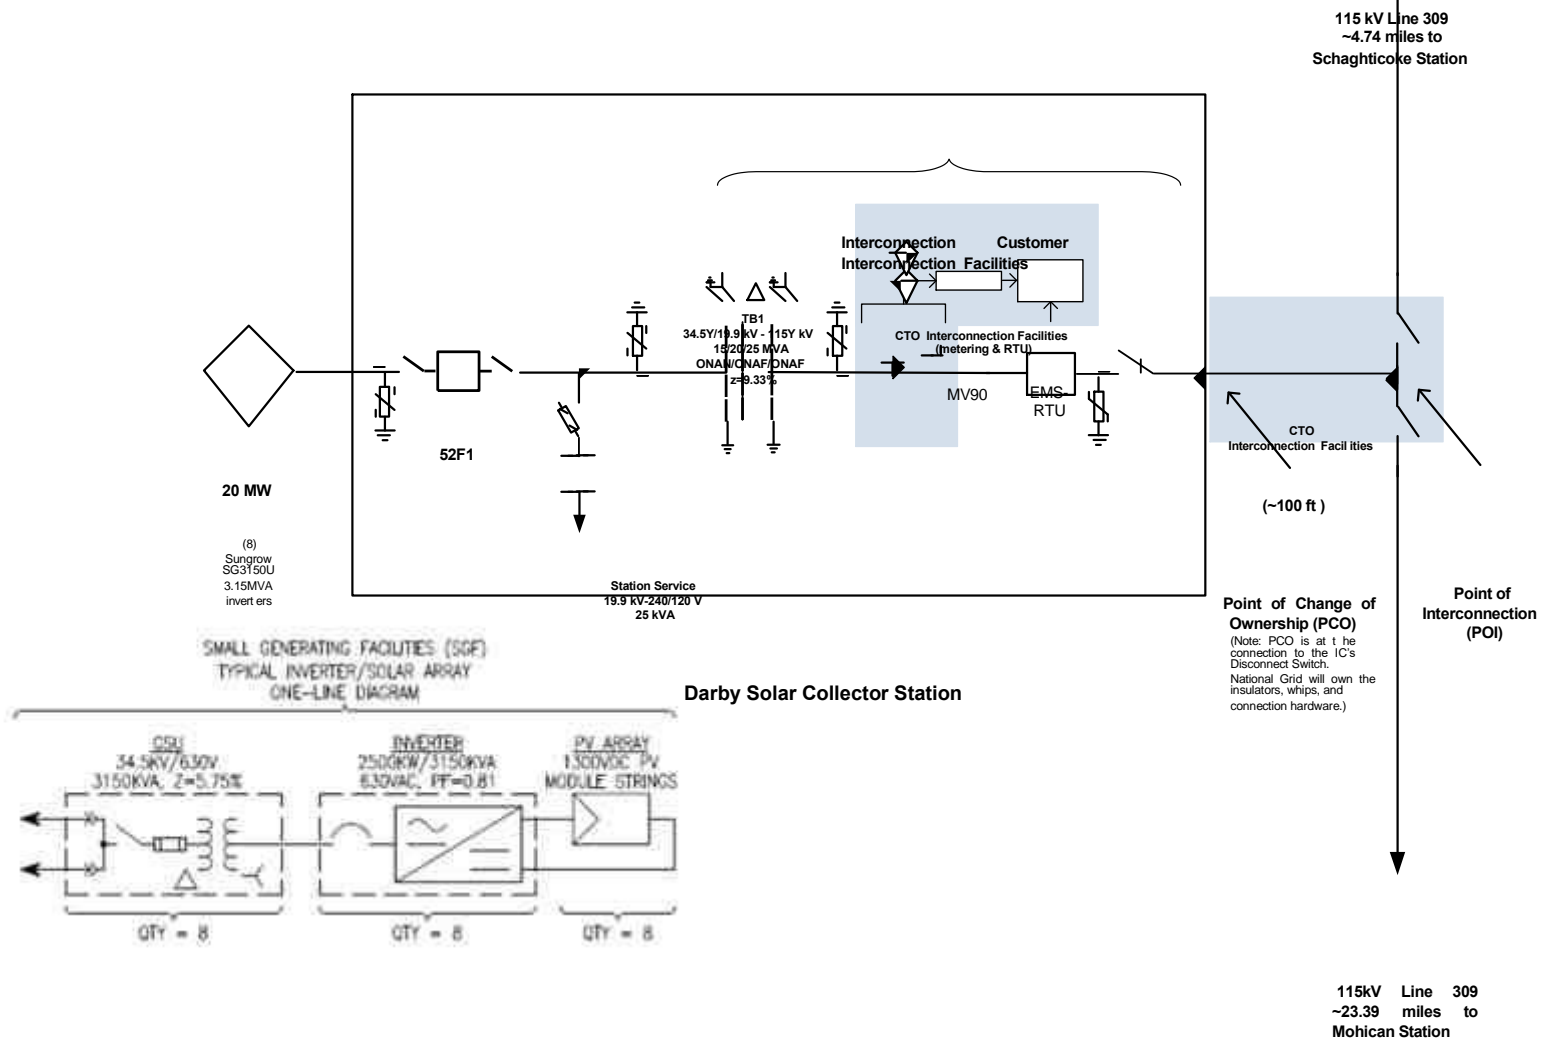 115 kV Line 309
~4.74 miles to
Schaghticoke Station
Interconnection Customer
Interconnection Facilities
TB1
34.5Y/19.9 kV - 115Y kV
15/20/25 MVA
ONAN/ONAF/ONAF
z=9.33%
CTO Interconnection Facilities
(metering & RTU)
MV90
EMS-
RTU
CTO
Interconnection Facilities
52F1
20 MW
(~100 ft )
(8)
Sungrow
SG3150U
3.15MVA
invert ers
Station Service
19.9 kV-240/120 V
25 kVA
Point of Change of
Ownership (PCO)
(Note: PCO is at t he
connection to the IC's
Disconnect Switch.
National Grid will own the
insulators, whips, and
connection hardware.)
Point of
Interconnection
(POI)
SMALL GENERATING FACILITIES (SGF)
TYPICAL INVERTER/SOLAR ARRAY
ONE-LINE DIAGRAM
Darby Solar Collector Station
GSU
34.5KV/630V
3150KVA, Z=5.75%
INVERTER
2500KW/3150KVA
630VAC, PF=0.81
PV ARRAY
1300VDC PV
MODULE STRINGS
QTY = 8
QTY = 8
QTY = 8
115kV Line 309
~23.39 miles to
Mohican Station